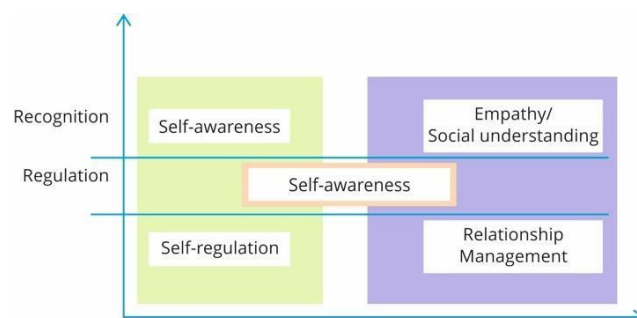 Recognition
Self-awareness
Empathy/
Social understanding
Regulation
Self-awareness
Self-regulation
Relationship
Management